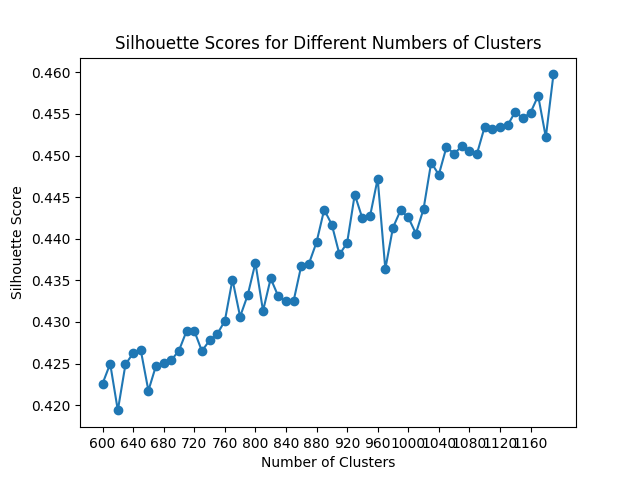 Silhouette Scores for Different Numbers of Clusters
0.460
0.455
0.450
0.445
0.440
0.435
0.430
0.425
0.420
Silhouette Score
600 640 680 720 760 800 840 880 920 960 1000 1040 1080 1120 1160
Number of Clusters